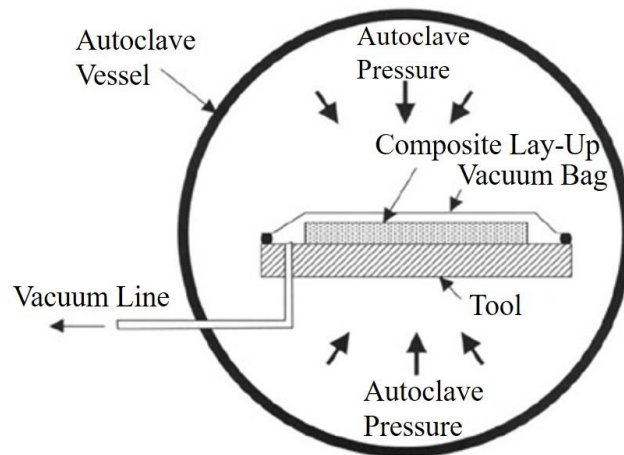 Autoclave
Vessel
Autoclave
Pressure
Composite Lay-Up
Vacuum Bag
Vacuum Line
Tool
Autoclave
Pressure